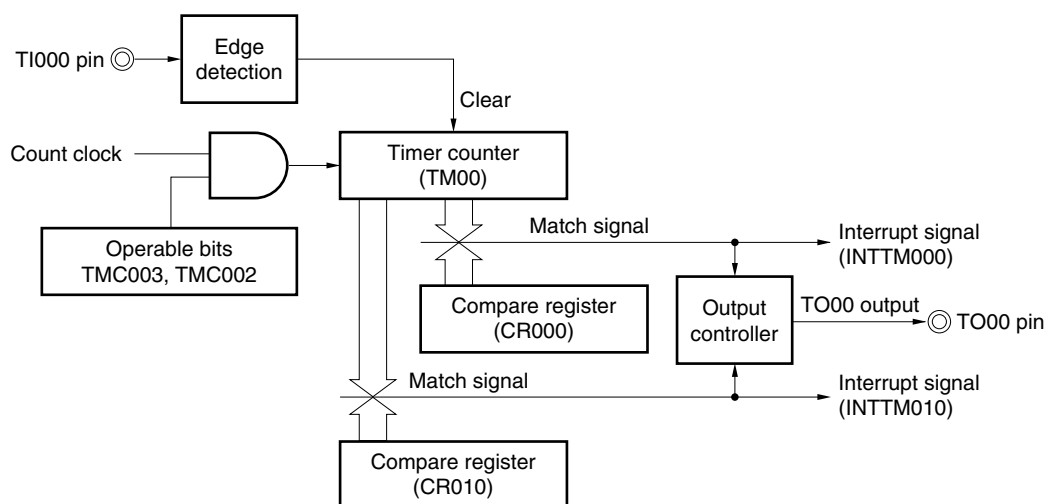 TI000 pin
Edge
detection
Clear
Count clock
Timer counter
(TM00)
Operable bits
TMC003, TMC002
Match signal
Interrupt signal
(INTTM000)
Compare register
(CR000)
Output
controller
TO00 output
TO00 pin
Match signal
Interrupt signal
(INTTM010)
Compare register
(CR010)